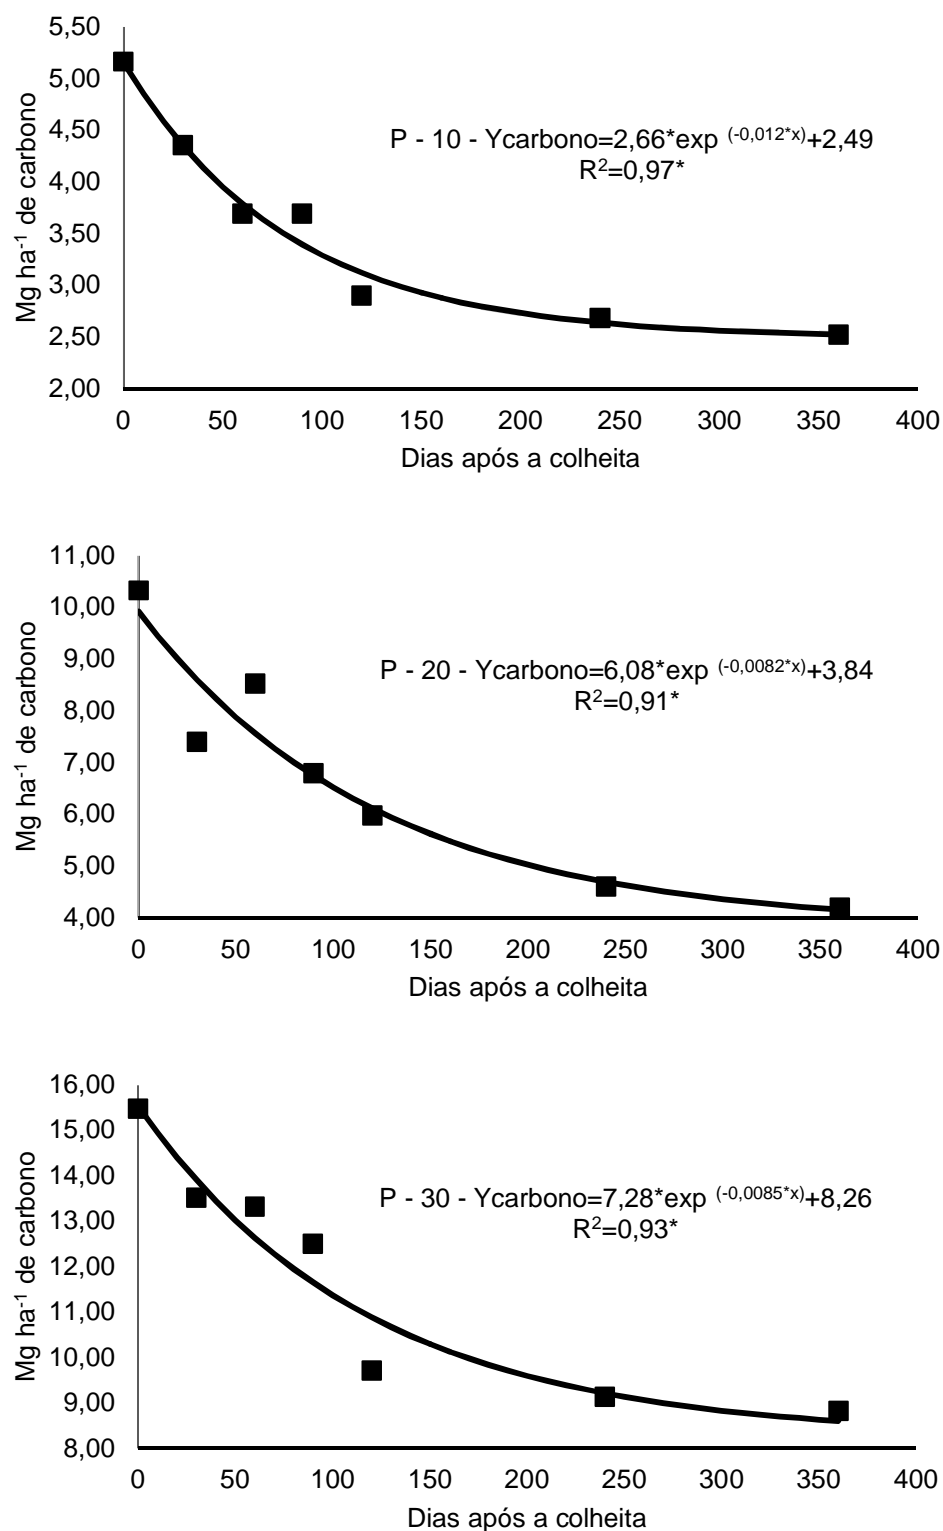 5,50
5,00
4,50
4,00
3,50
3,00
2,50
2,00
Mg ha-1 de carbono
P - 10 - Ycarbono=2,66*exp (-0,012*x)+2,49
R2=0,97*
0 50 100 150 200 250 300 350 400
Dias após a colheita
11,00
10,00
9,00
8,00
7,00
6,00
5,00
4,00
Mg ha-1 de carbono
P - 20 - Ycarbono=6,08*exp (-0,0082*x)+3,84
R2=0,91*
0 50 100 150 200 250 300 350 400
Dias após a colheita
16,00
15,00
14,00
13,00
12,00
11,00
10,00
9,00
8,00
Mg ha-1 de carbono
P - 30 - Ycarbono=7,28*exp (-0,0085*x)+8,26
R2=0,93*
0 50 100 150 200 250 300 350 400
Dias após a colheita